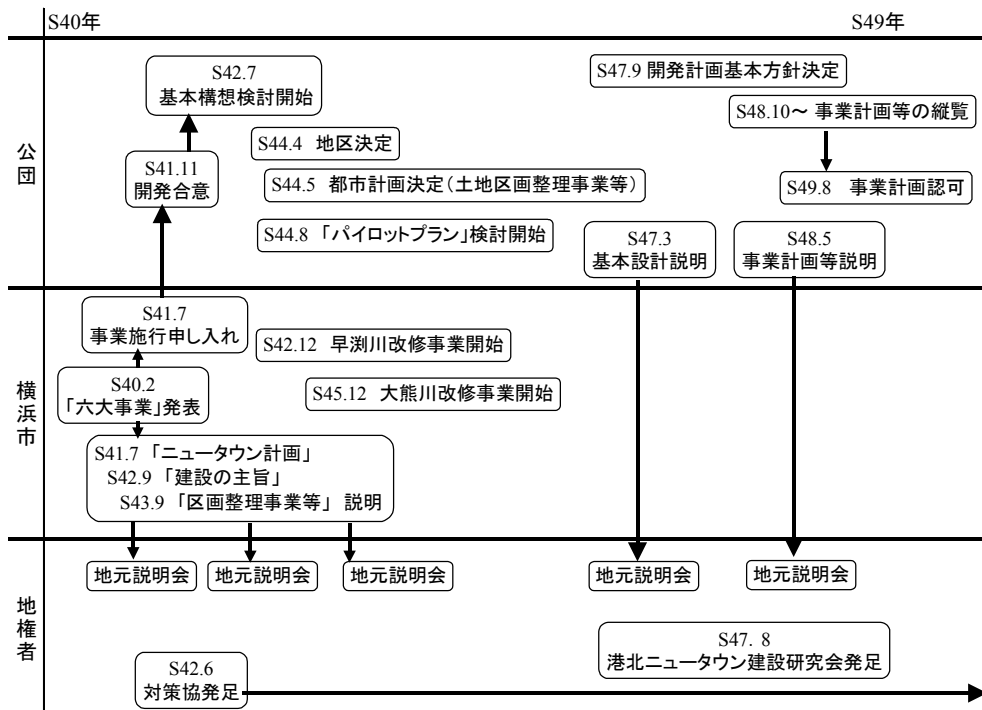 S40年
S49年
公団
S42.7
基本構想検討開始
S47.9 開発計画基本方針決定
S48.10～ 事業計画等の縦覧
S44.4 地区決定
S41.11
開発合意
S44.5 都市計画決定（土地区画整理事業等）
S49.8 事業計画認可
S44.8 「パイロットプラン」検討開始
S47.3
基本設計説明
S48.5
事業計画等説明
横浜市
S41.7
事業施行申し入れ
S42.12 早渕川改修事業開始
S40.2
「六大事業」発表
S45.12 大熊川改修事業開始
S41.7 「ニュータウン計画」
S42.9 「建設の主旨」
S43.9 「区画整理事業等」 説明
地権者
地元説明会
地元説明会
地元説明会
地元説明会
地元説明会
S47. 8
港北ニュータウン建設研究会発足
S42.6
対策協発足